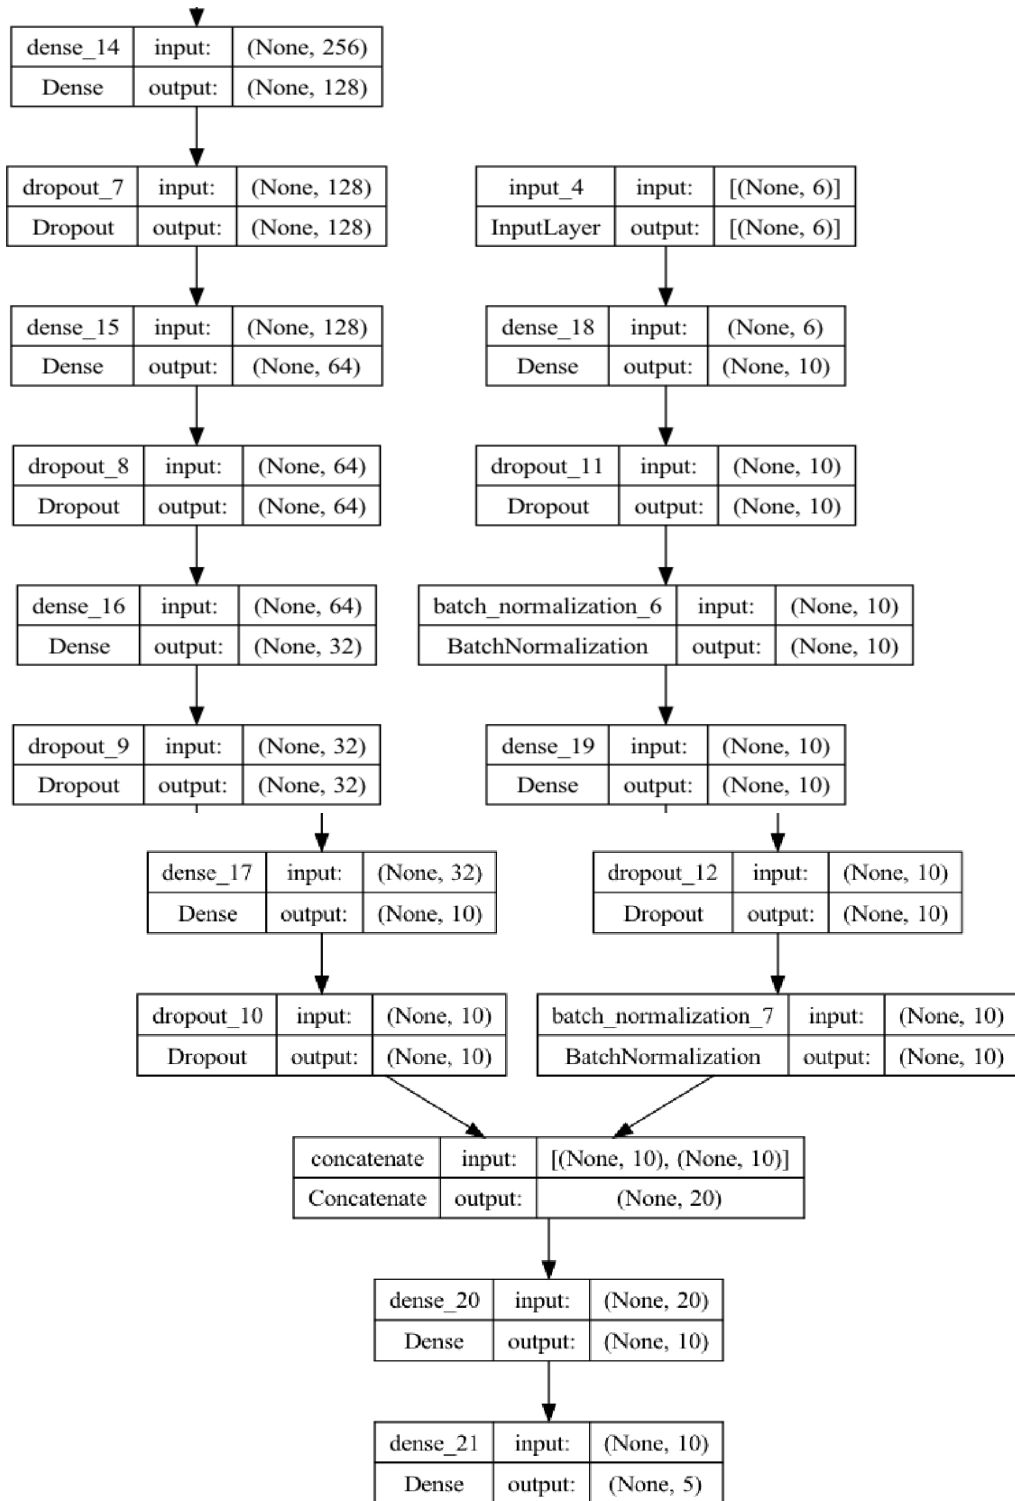 dense_14 input: (None, 256)
Dense output: (None, 128)
dropout_7 input: (None, 128)
Dropout output: (None, 128)
input_4 input: [(None, 6)]
InputLayer output: [(None, 6)]
dense_15 input: (None, 128)
Dense output: (None, 64)
dense_18 input: (None, 6)
Dense output: (None, 10)
dropout_8 input: (None, 64)
Dropout output: (None, 64)
dropout_11 input: (None, 10)
Dropout output: (None, 10)
dense_16 input: (None, 64)
Dense output: (None, 32)
batch_normalization_6 input: (None, 10)
BatchNormalization output: (None, 10)
dropout_9 input: (None, 32)
Dropout output: (None, 32)
dense_19 input: (None, 10)
Dense output: (None, 10)
dense_17 input: (None, 32)
Dense output: (None, 10)
dropout_12 input: (None, 10)
Dropout output: (None, 10)
dropout_10 input: (None, 10)
Dropout output: (None, 10)
batch_normalization_7 input: (None, 10)
BatchNormalization output: (None, 10)
concatenate input: [(None, 10), (None, 10)]
Concatenate output: (None, 20)
dense_20 input: (None, 20)
Dense output: (None, 10)
dense_21 input: (None, 10)
Dense output: (None, 5)